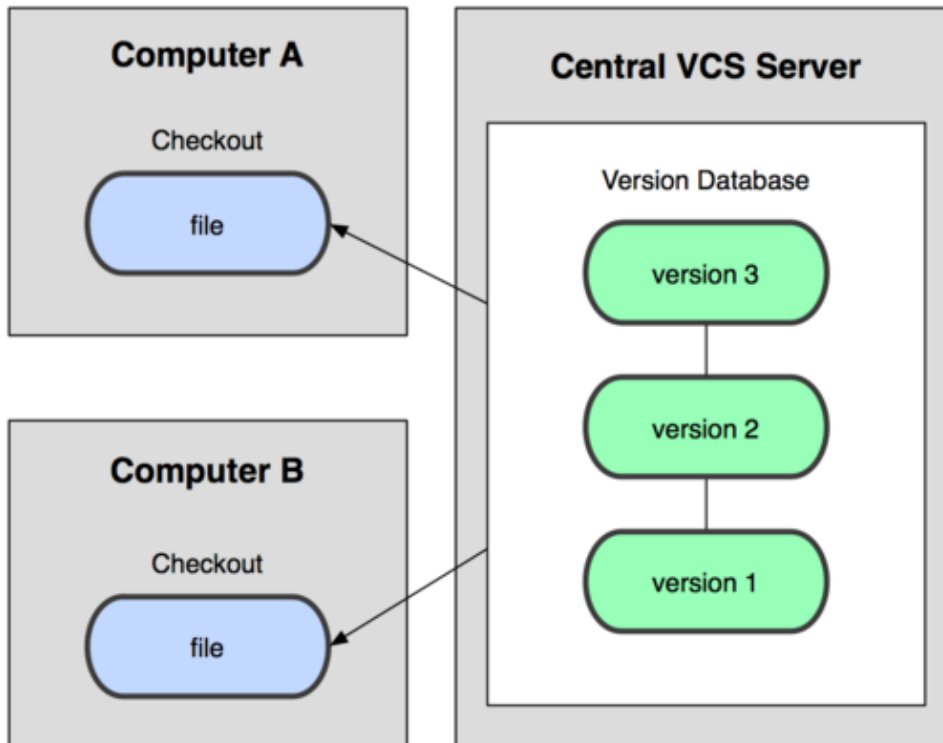 Computer A
Checkout
file
Computer B
Checkout
file
Central VCS Server
Version Database
version 3
version 2
version 1